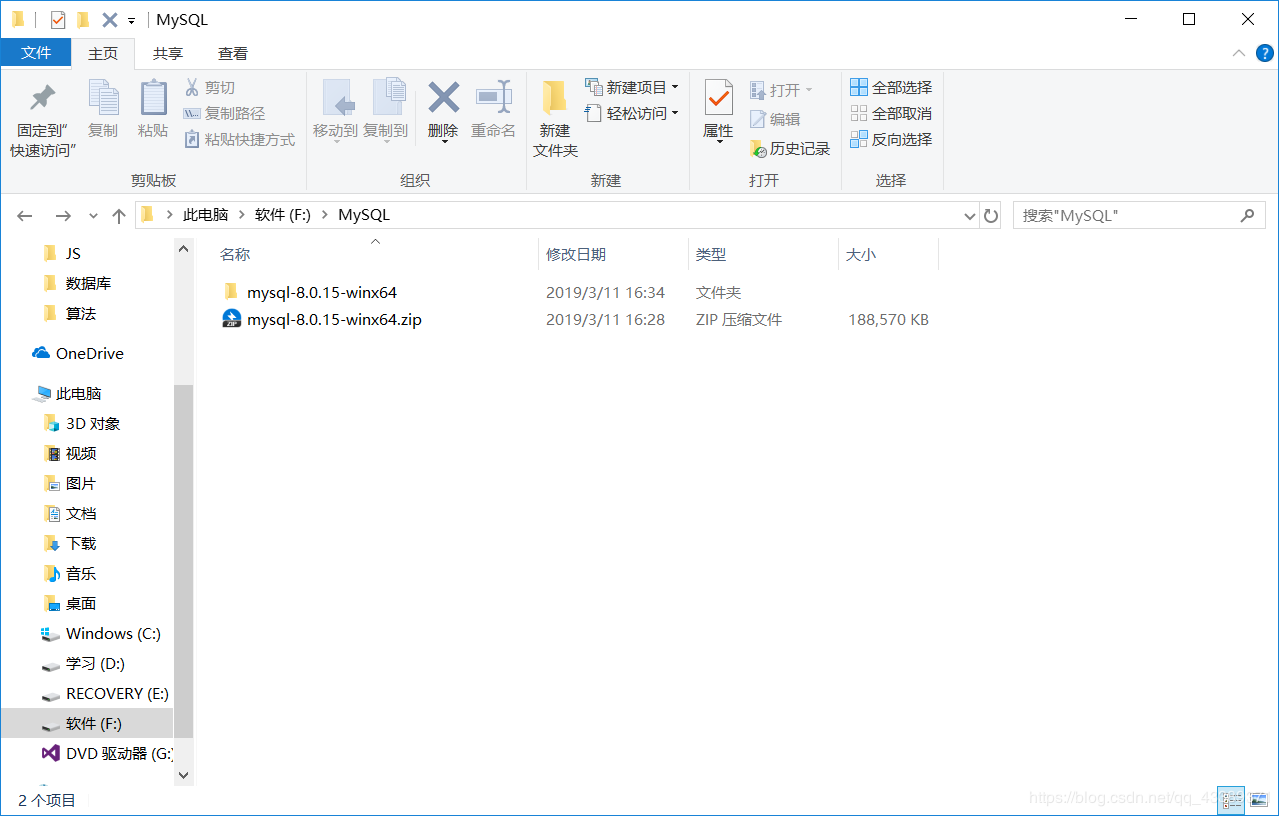 MySQL
文件 主页 共享 查看
固定到"快速访问"
复制
粘贴
剪切
复制路径
粘贴快捷方式
剪贴板
移动到 复制到 删除 重命名
组织
新建文件夹
新建项目
轻松访问
新建
属性
打开
编辑
历史记录
打开
全部选择
全部取消
反向选择
选择
此电脑 软件 (F:) MySQL
搜索"MySQL"
名称 修改日期 类型 大小
mysql-8.0.15-winx64 2019/3/11 16:34 文件夹
mysql-8.0.15-winx64.zip 2019/3/11 16:28 ZIP 压缩文件 188,570 KB
JS
数据库
算法
OneDrive
此电脑
3D 对象
视频
图片
文档
下载
音乐
桌面
Windows (C:)
学习 (D:)
RECOVERY (E:)
软件 (F:)
DVD 驱动器 (G:)
2 个项目